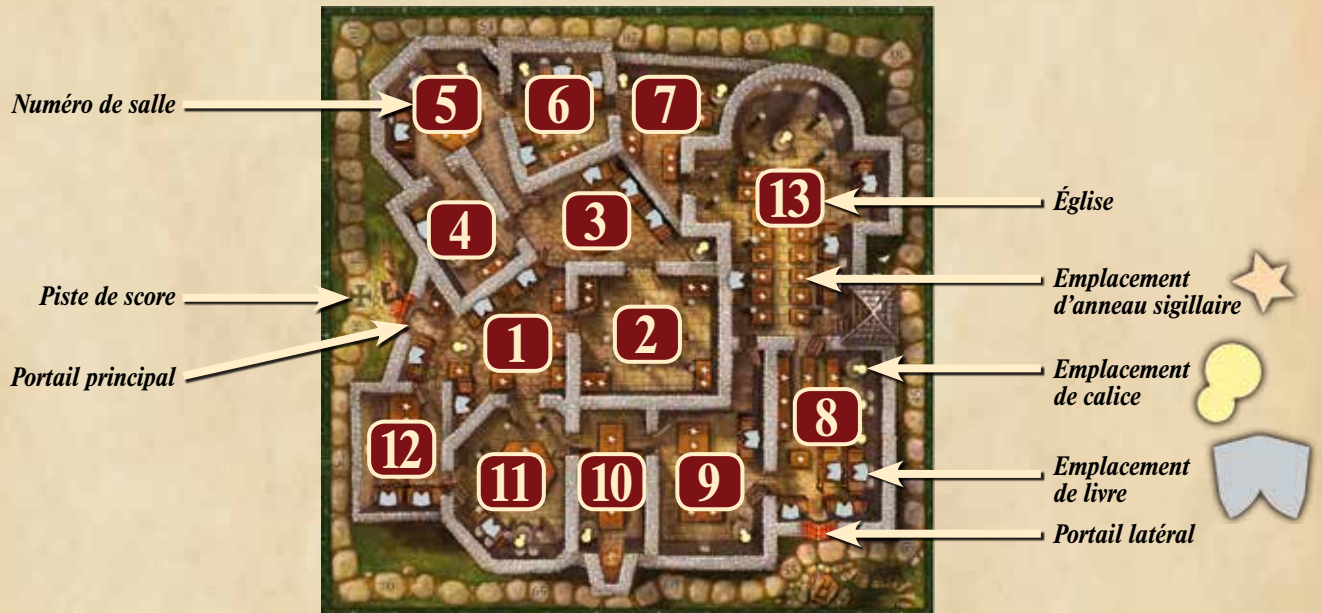 Numéro de salle
Piste de score
Portail principal
5
6
7
13
4
3
1
2
8
12
11
10
9
Église
Emplacement
d'anneau sigillaire
Emplacement
de calice
Emplacement
de livre
Portail latéral